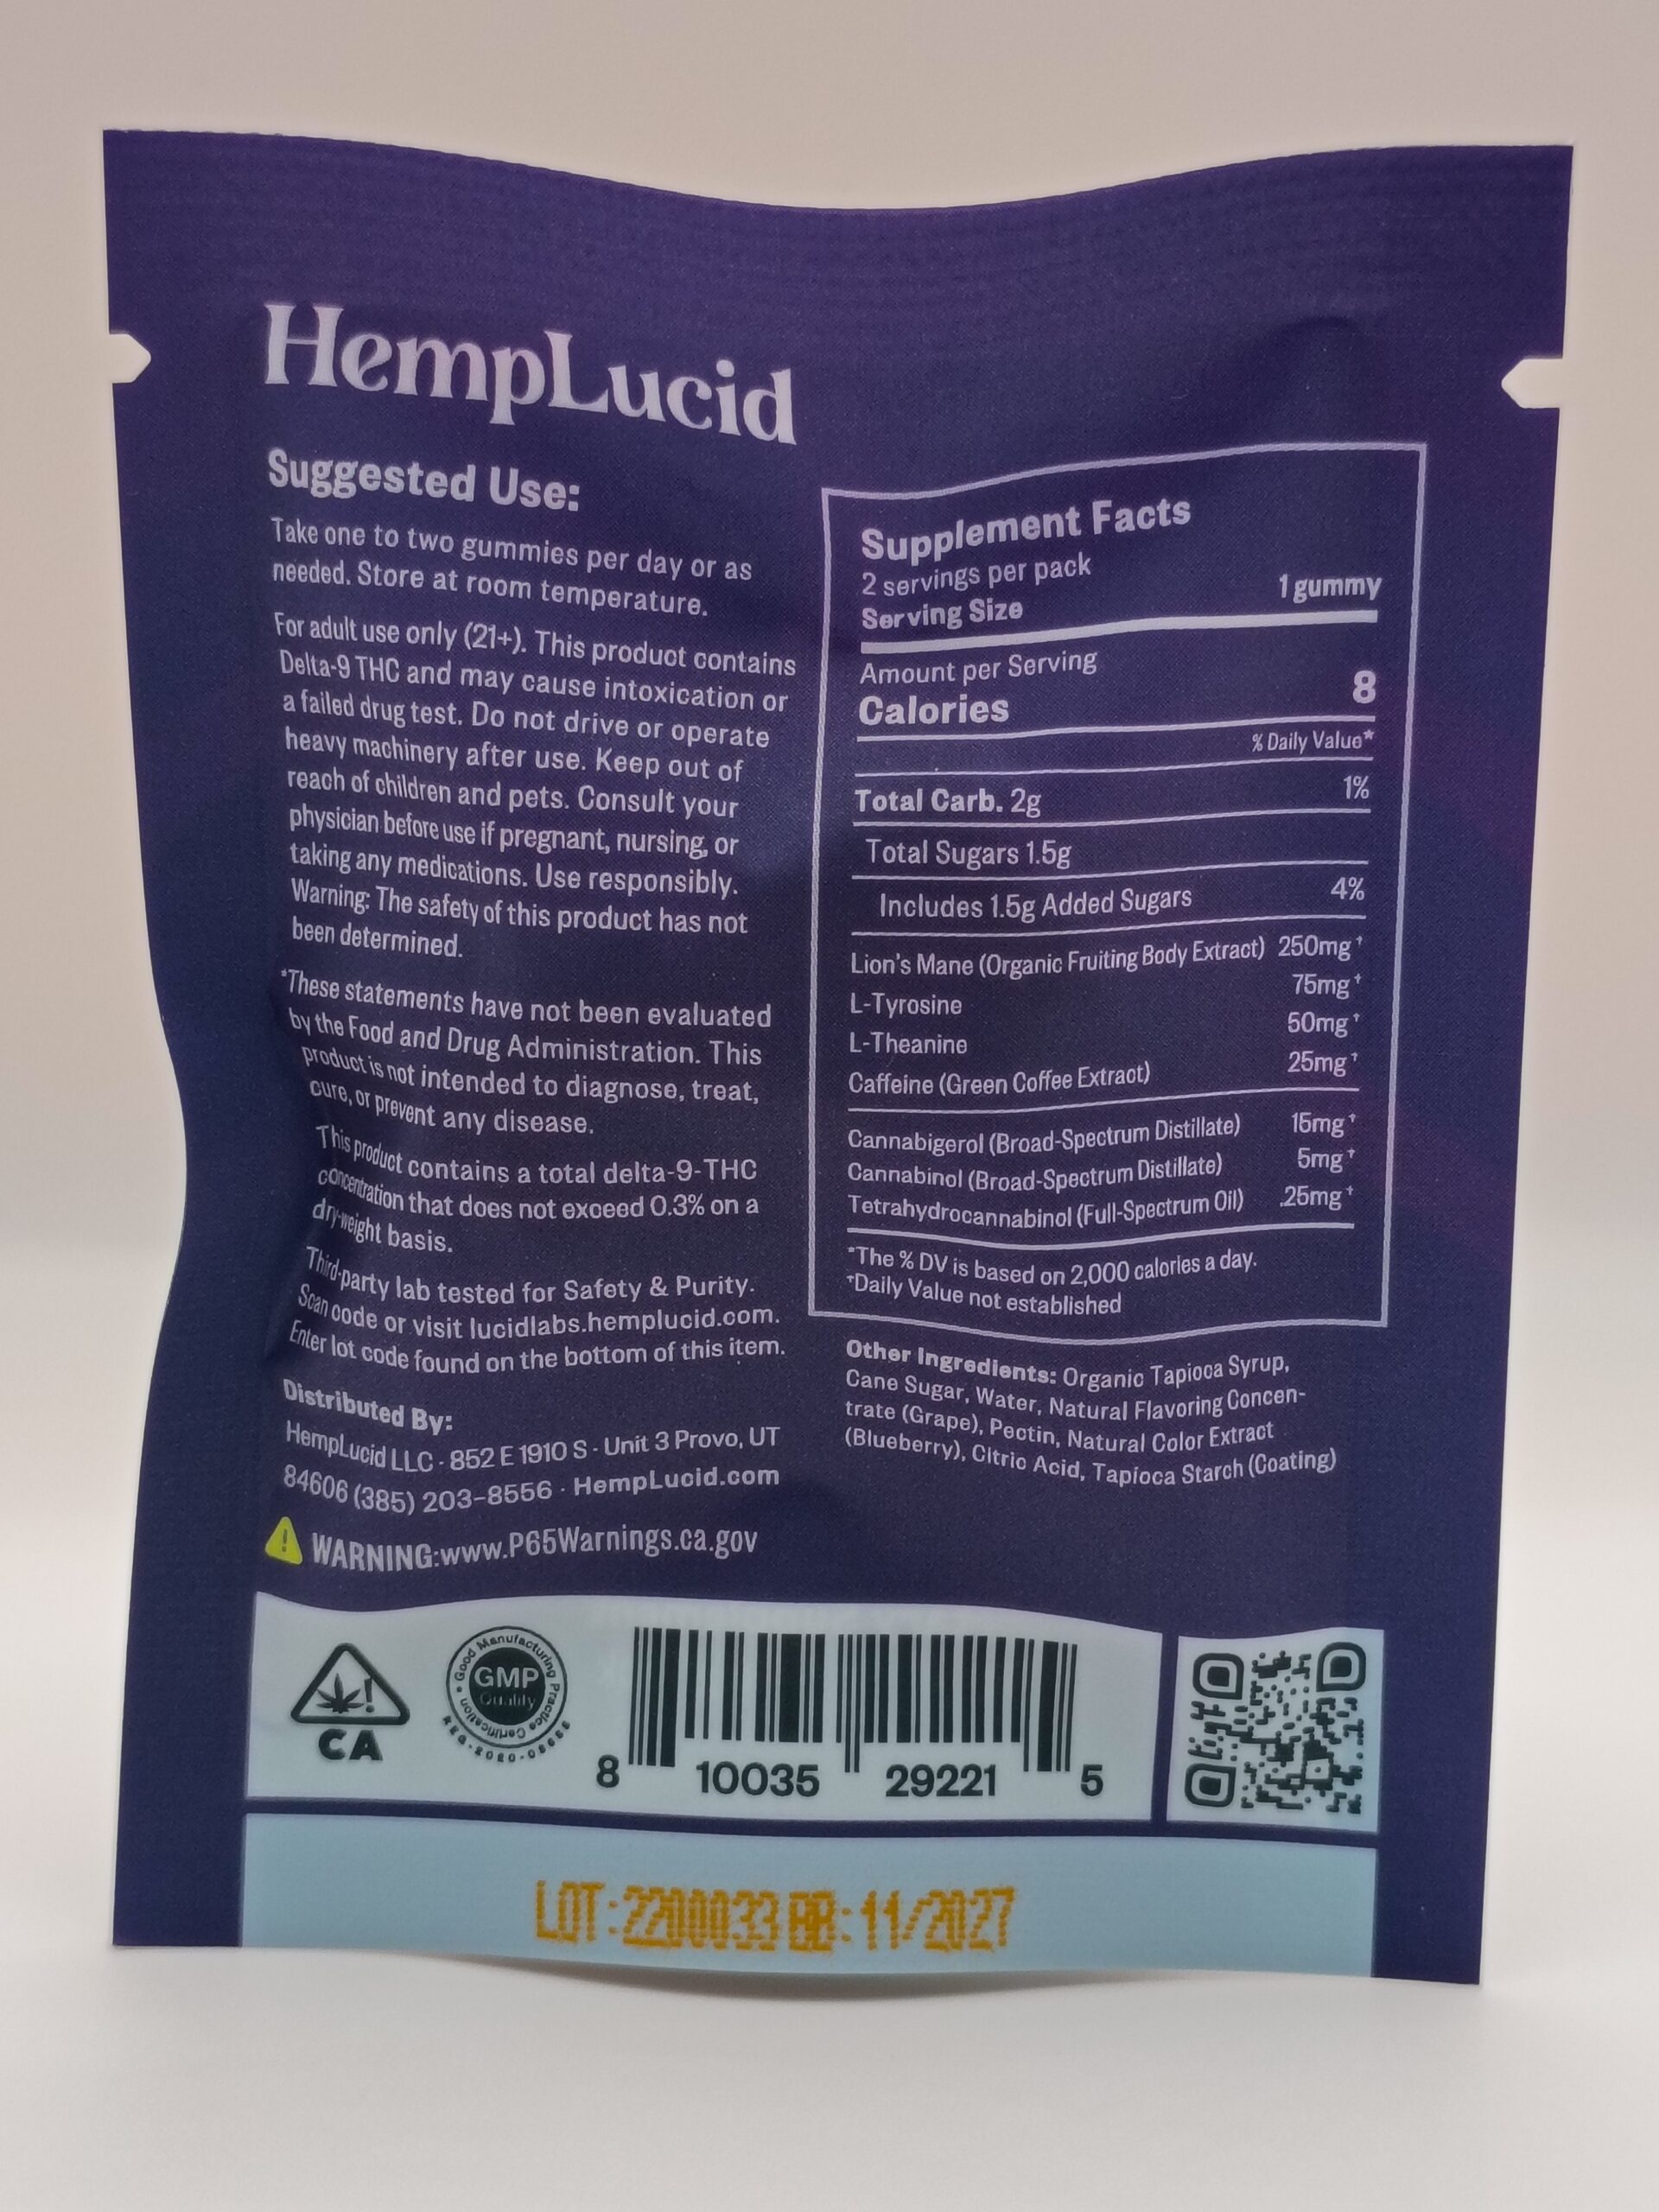 HempLucid
Suggested Use:
Take one to two gummies per day or as
needed. Store at room temperature.
For adult use only (21+). This product contains
Delta-9 THC and may cause intoxication or
a failed drug test. Do not drive or operate
heavy machinery after use. Keep out of
reach of children and pets. Consult your
physician before use if pregnant, nursing, or
taking any medications. Use responsibly.
Warning: The safety of this product has not
been determined.
*These statements have not been evaluated
by the Food and Drug Administration. This
product is not intended to diagnose, treat,
cure, or prevent any disease.
This product contains a total delta-9-THC
concentration that does not exceed 0.3% on a
dry-weight basis.
Third-party lab tested for Safety & Purity.
Scan code or visit lucidlabs.hemplucid.com.
Enter lot code found on the bottom of this item.
Distributed By:
HempLucid LLC · 852 E 1910 S · Unit 3 Provo, UT
84606 (385) 203-8556 · HempLucid.com
WARNING:www.P65Warnings.ca.gov
Supplement Facts
2 servings per pack
Serving Size 1 gummy
Amount per Serving
Calories 8
% Daily Value*
Total Carb. 2g 1%
Total Sugars 1.5g
Includes 1.5g Added Sugars 4%
Lion's Mane (Organic Fruiting Body Extract) 250mg†
L-Tyrosine 75mg†
L-Theanine 50mg†
Caffeine (Green Coffee Extract) 25mg†
Cannabigerol (Broad-Spectrum Distillate) 15mg†
Cannabinol (Broad-Spectrum Distillate) 5mg†
Tetrahydrocannabinol (Full-Spectrum Oil) .25mg†
*The % DV is based on 2,000 calories a day.
†Daily Value not established
Other Ingredients: Organic Tapioca Syrup,
Cane Sugar, Water, Natural Flavoring Concen-
trate (Grape), Pectin, Natural Color Extract
(Blueberry), Citric Acid, Tapioca Starch (Coating)
!
CA
Good Manufacturing Practice Certification
GMP
Quality
8 10035 29221 5
LOT:2200033 BB:11/2027